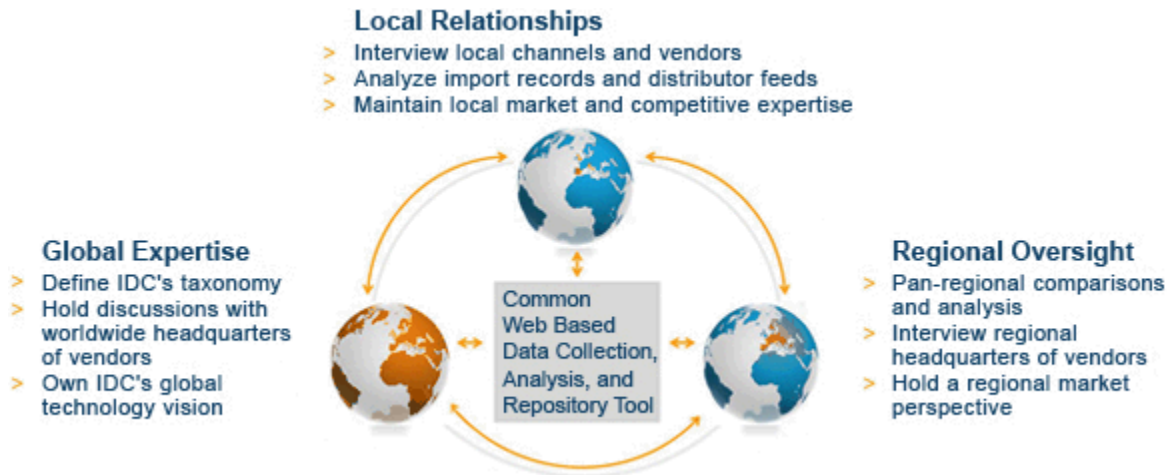 Local Relationships
> Interview local channels and vendors
> Analyze import records and distributor feeds
> Maintain local market and competitive expertise
Global Expertise
> Define IDC's taxonomy
> Hold discussions with
worldwide headquarters
of vendors
> Own IDC's global
technology vision
Common
Web Based
Data Collection,
Analysis, and
Repository Tool
Regional Oversight
> Pan-regional comparisons
and analysis
> Interview regional
headquarters of vendors
> Hold a regional market
perspective